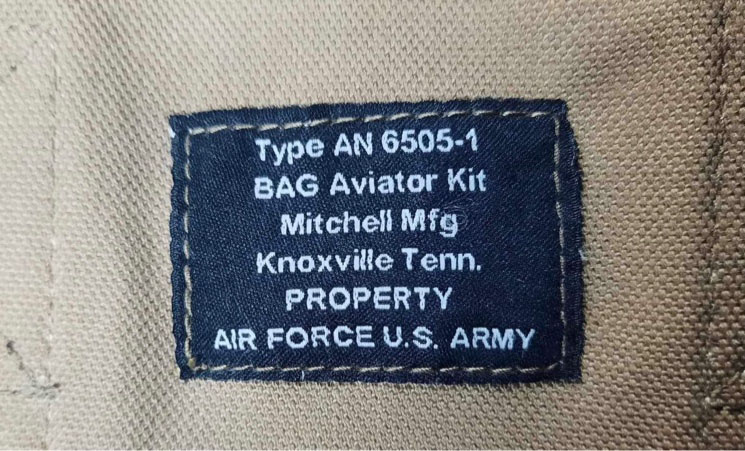 Type AN 6505-1
BAG Aviator Kit
Mitchell Mfg
Knoxville Tenn.
PROPERTY
AIR FORCE U.S. ARMY